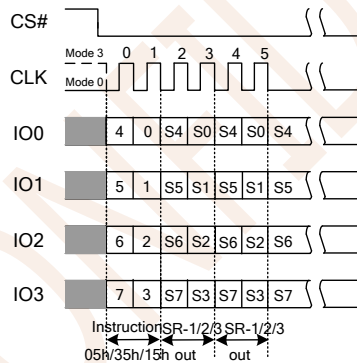 CS#
Mode 3 0 1 2 3 4 5
CLK
Mode 0
IO0 4 0 S4 S0 S4 S0 S4
IO1 5 1 S5 S1 S5 S1 S5
IO2 6 2 S6 S2 S6 S2 S6
IO3 7 3 S7 S3 S7 S3 S7
Instruction SR-1/2/3 SR-1/2/3
05h/35h/15h out out